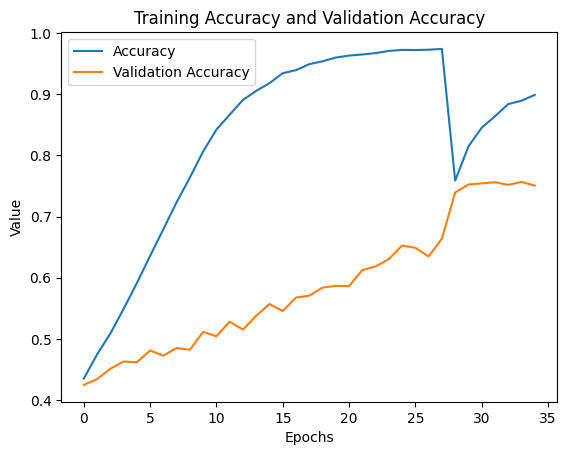 Training Accuracy and Validation Accuracy
Accuracy
Validation Accuracy
1.0
0.9
0.8
0.7
0.6
0.5
0.4
Value
0 5 10 15 20 25 30 35
Epochs